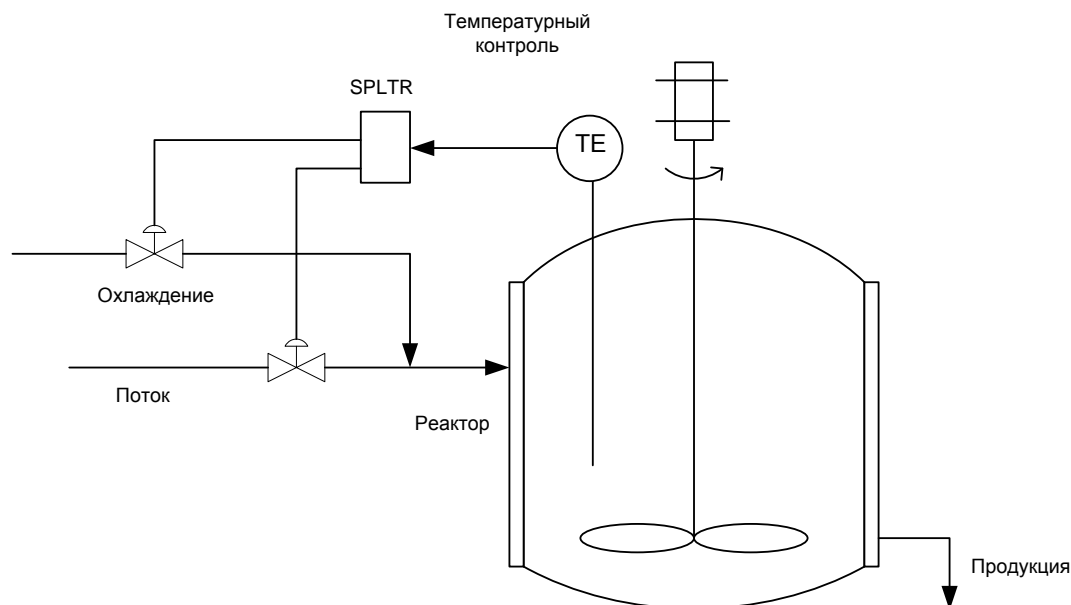 Температурный
контроль
SPLTR
TE
Охлаждение
Поток
Реактор
Продукция